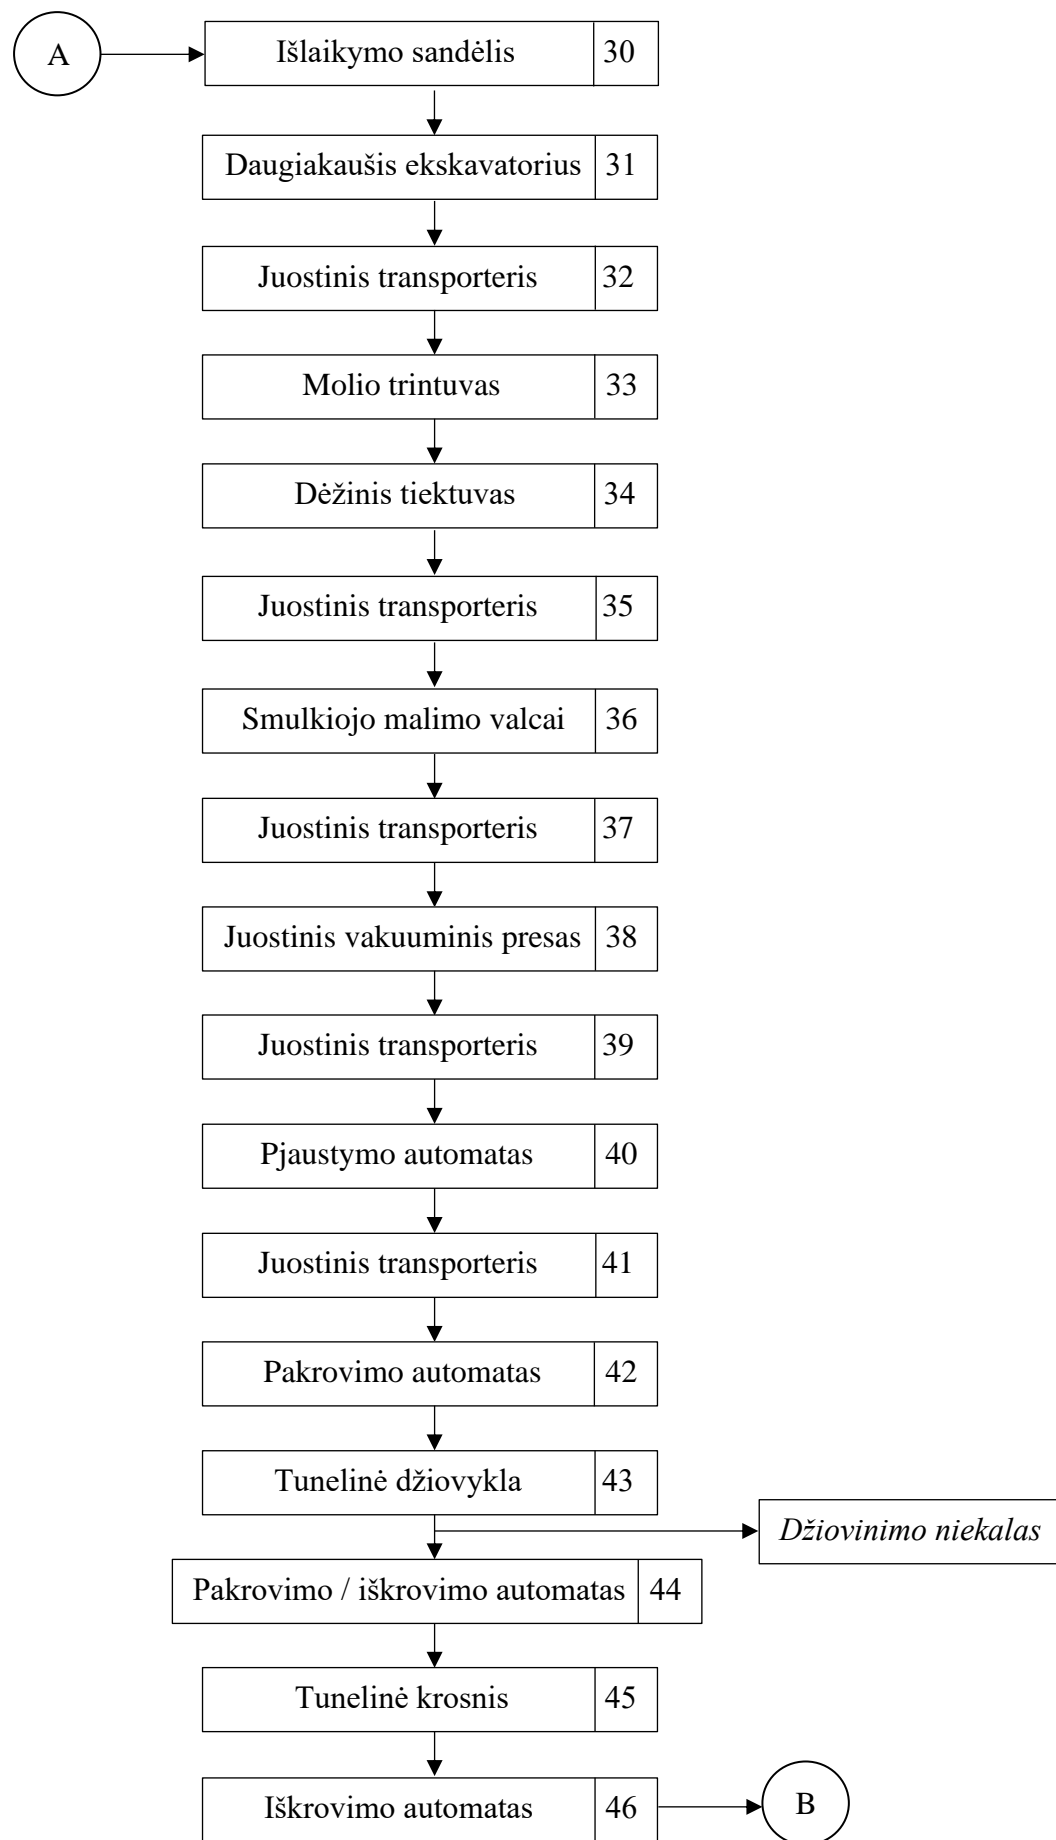 A
Išlaikymo sandėlis 30
Daugiakaušis ekskavatorius 31
Juostinis transporteris 32
Molio trintuvas 33
Dėžinis tiektuvas 34
Juostinis transporteris 35
Smulkiojo malimo valcai 36
Juostinis transporteris 37
Juostinis vakuuminis presas 38
Juostinis transporteris 39
Pjaustymo automatas 40
Juostinis transporteris 41
Pakrovimo automatas 42
Tunelinė džiovykla 43
Džiovinimo niekalas
Pakrovimo / iškrovimo automatas 44
Tunelinė krosnis 45
Iškrovimo automatas 46
B